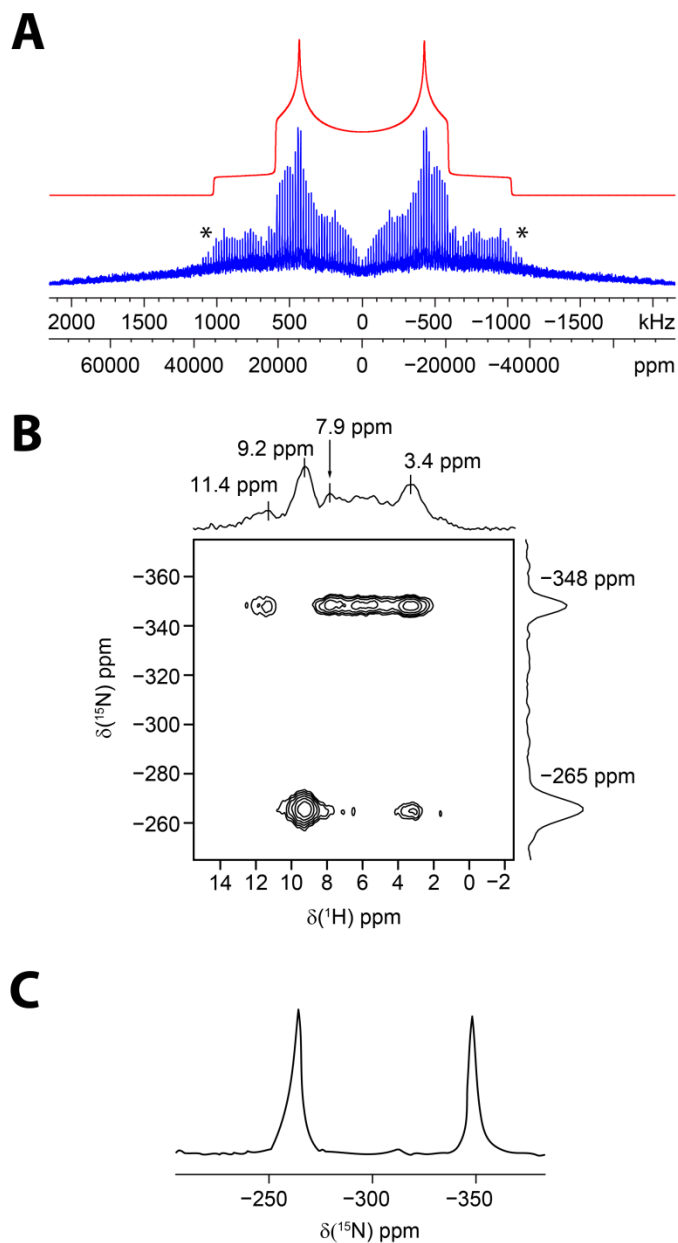 A
* *
2000 1000 500 0 −500 −1000 −1500 kHz
60000 40000 20000 0 −20000 −40000 ppm
B
7.9 ppm
9.2 ppm
3.4 ppm
11.4 ppm
−360
−348 ppm
−340
−320
−300
−280
−265 ppm
−260
δ(¹⁵N) ppm
14 12 10 8 6 4 2 0 −2
δ(¹H) ppm
C
−250 −300 −350
δ(¹⁵N) ppm